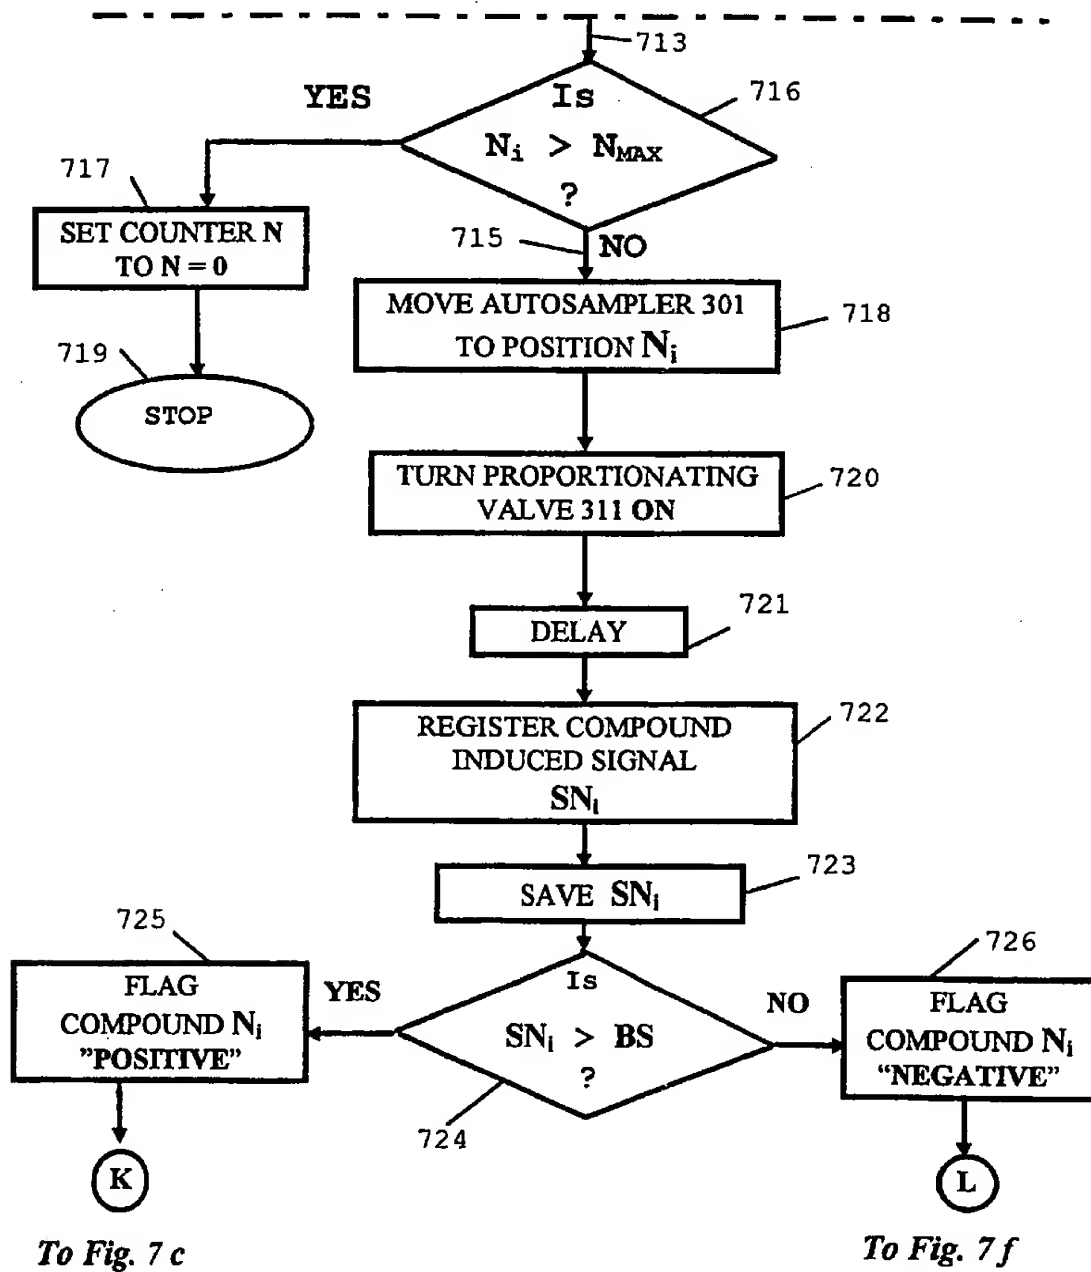 713
YES
Is
716
Nᵢ > NMAX
?
717
SET COUNTER N
TO N = 0
715
NO
MOVE AUTOSAMPLER 301
TO POSITION Nᵢ
718
719
STOP
TURN PROPORTIONATING
VALVE 311 ON
720
721
DELAY
REGISTER COMPOUND
INDUCED SIGNAL
SNᵢ
722
723
SAVE SNᵢ
725
726
FLAG
COMPOUND Nᵢ
"POSITIVE"
YES
Is
SNᵢ > BS
?
NO
FLAG
COMPOUND Nᵢ
“NEGATIVE”
724
K
L
To Fig. 7 c
To Fig. 7 f